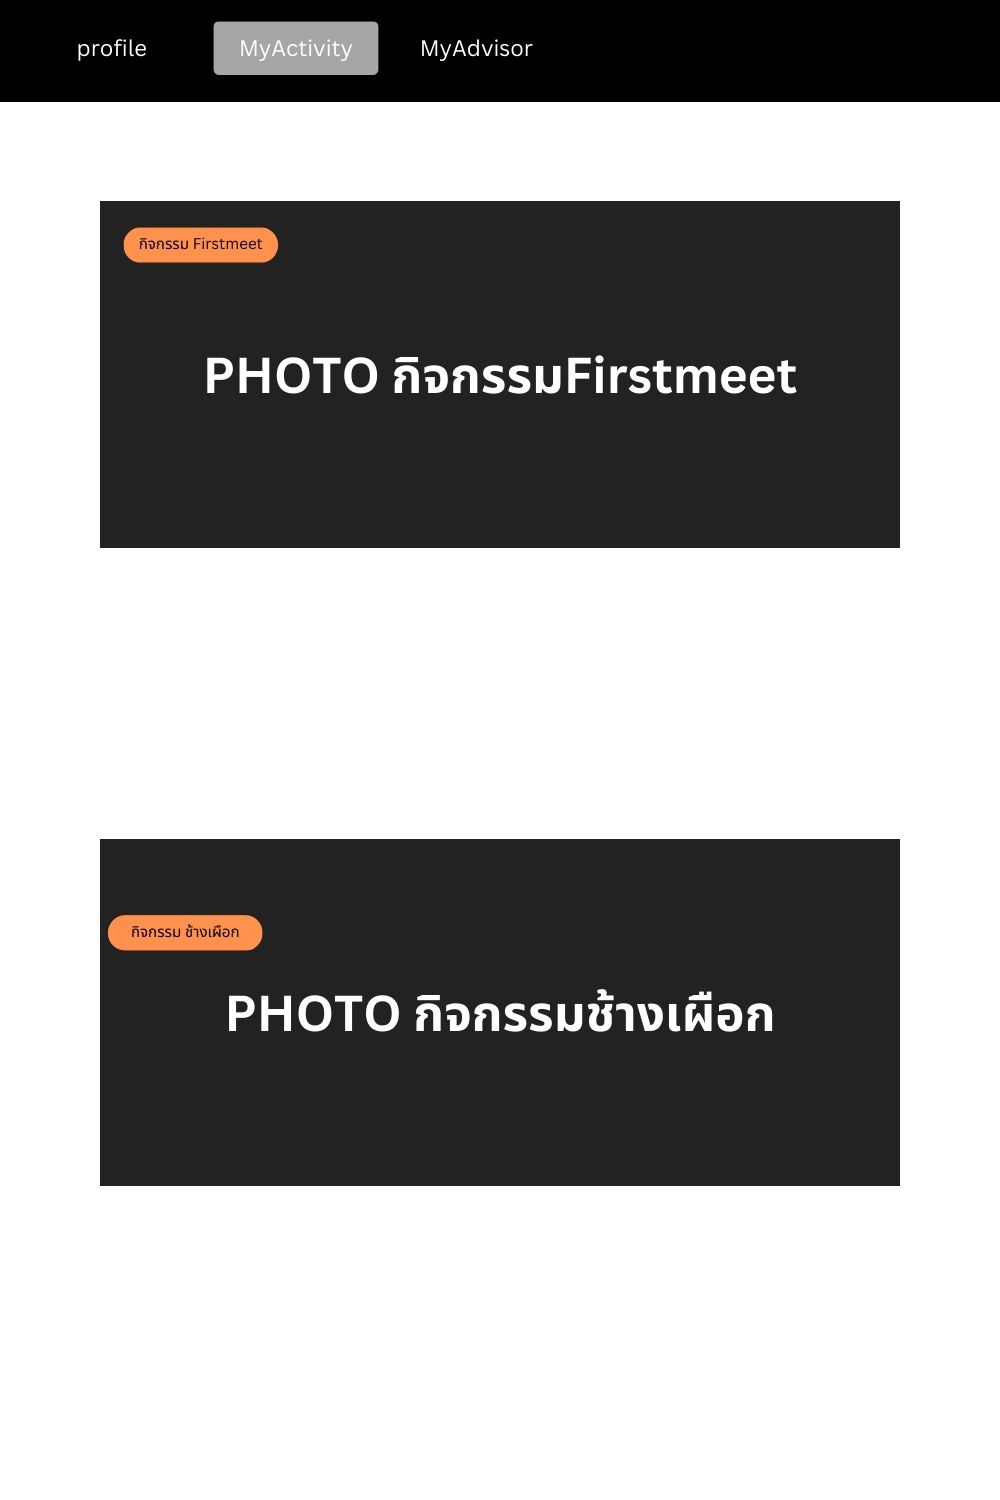 profile
MyActivity
MyAdvisor
กิจกรรม Firstmeet
PHOTO กิจกรรมFirstmeet
กิจกรรม ช้างเผือก
PHOTO กิจกรรมช้างเผือก